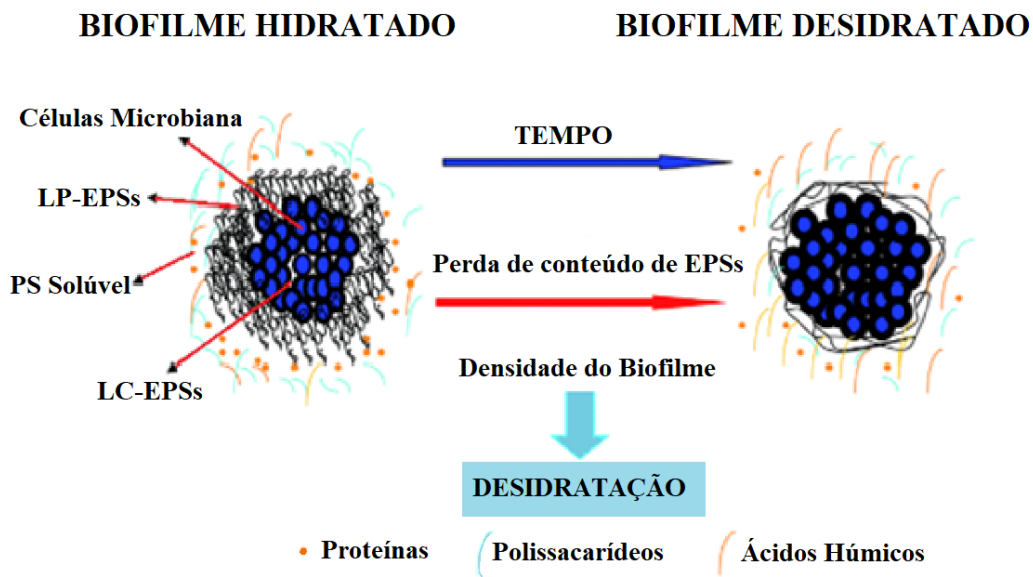 BIOFILME HIDRATADO
BIOFILME DESIDRATADO
Células Microbiana
LP-EPSs
PS Solúvel
LC-EPSs
TEMPO
Perda de conteúdo de EPSs
Densidade do Biofilme
DESIDRATAÇÃO
Proteínas
Polissacarídeos
Ácidos Húmicos